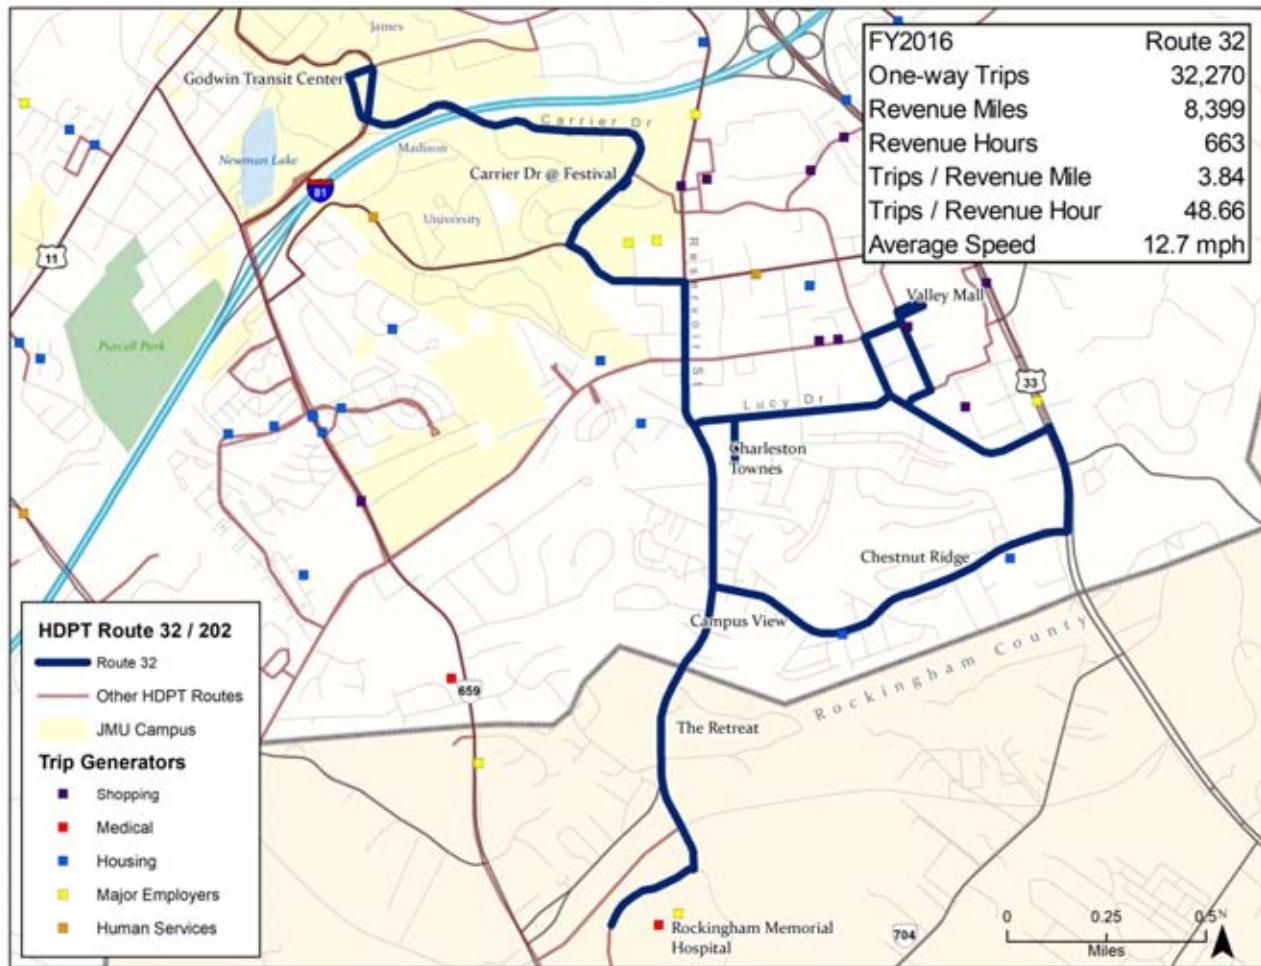 James
Godwin Transit Center
Carrier Dr
Newman Lake
Madison
Carrier Dr @ Festival
81
University
11
Reservoir St
Valley Mall
Purcell Park
33
Lucy Dr
Charleston
Townes
Chestnut Ridge
Campus View
Rockingham County
659
The Retreat
Rockingham Memorial
Hospital
704
FY2016 Route 32
One-way Trips 32,270
Revenue Miles 8,399
Revenue Hours 663
Trips / Revenue Mile 3.84
Trips / Revenue Hour 48.66
Average Speed 12.7 mph
HDPT Route 32 / 202
Route 32
Other HDPT Routes
JMU Campus
Trip Generators
Shopping
Medical
Housing
Major Employers
Human Services
0 0.25 0.5
Miles
N